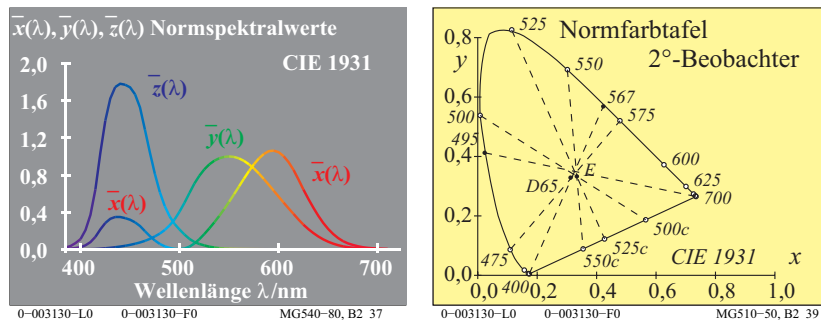 x̅(λ), y̅(λ), z̅(λ) Normspektralwerte
CIE 1931
2,0
1,6
1,2
0,8
0,4
0,0
z̅(λ)
y̅(λ)
x̅(λ)
x̅(λ)
400 500 600 700
Wellenlänge λ/nm
0-003130-L0 0-003130-F0 MG540-80, B2_37
Normfarbtafel
2°-Beobachter
y
0,8
0,6
0,4
0,2
0,0
525
550
567
575
500
495
600
625
700
E
D65
500c
525c
550c
475
400
CIE 1931
x
0,0 0,2 0,4 0,6 0,8 1,0
0-003130-L0 0-003130-F0 MG510-50, B2_39